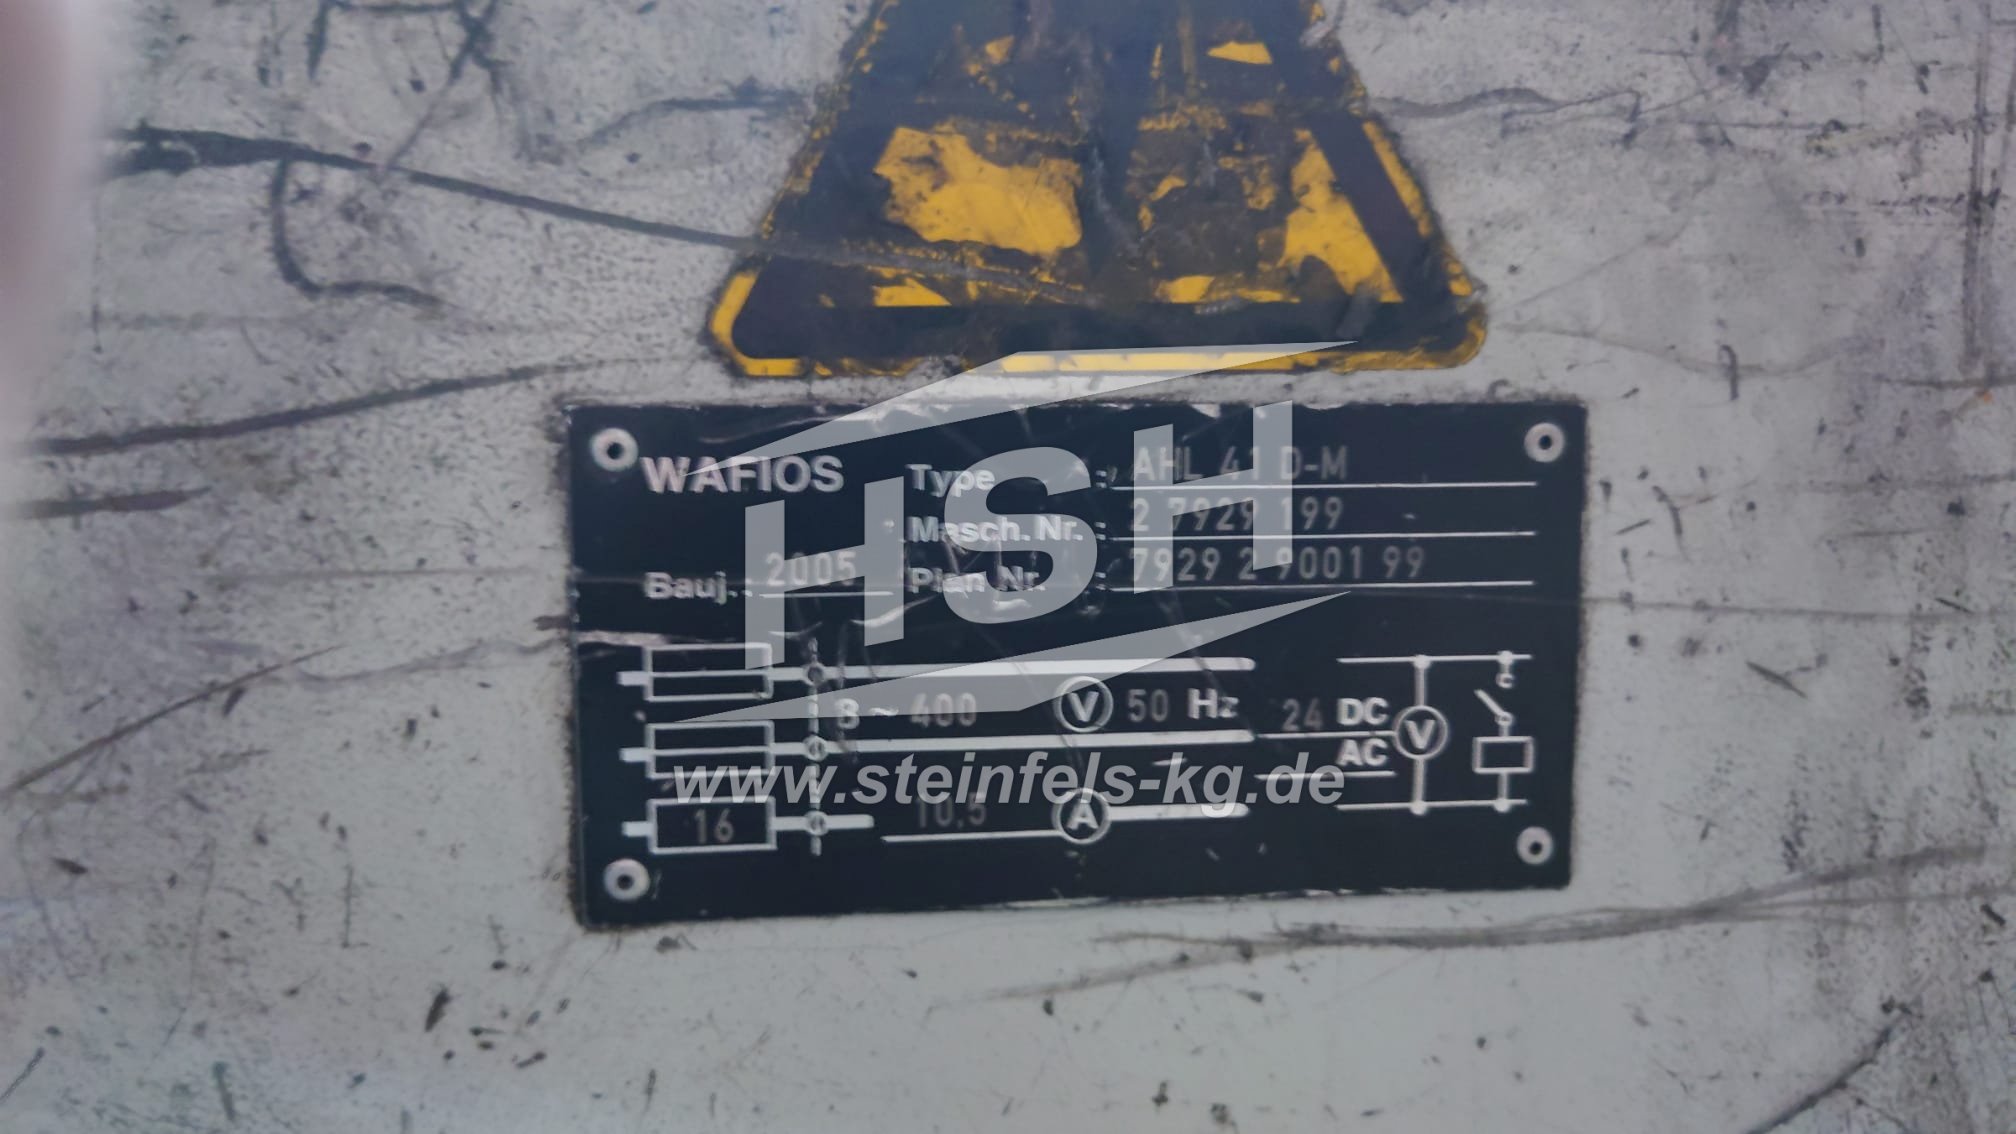 WAFIOS Type : AHL 41 D-M
Masch. Nr. : 2 7929 199
Bauj.: 2005 Plan Nr. : 7929 2 9001 99
3 ~ 400 V 50 Hz 24 DC V
AC
16 10,5 A
HSH
www.steinfels-kg.de